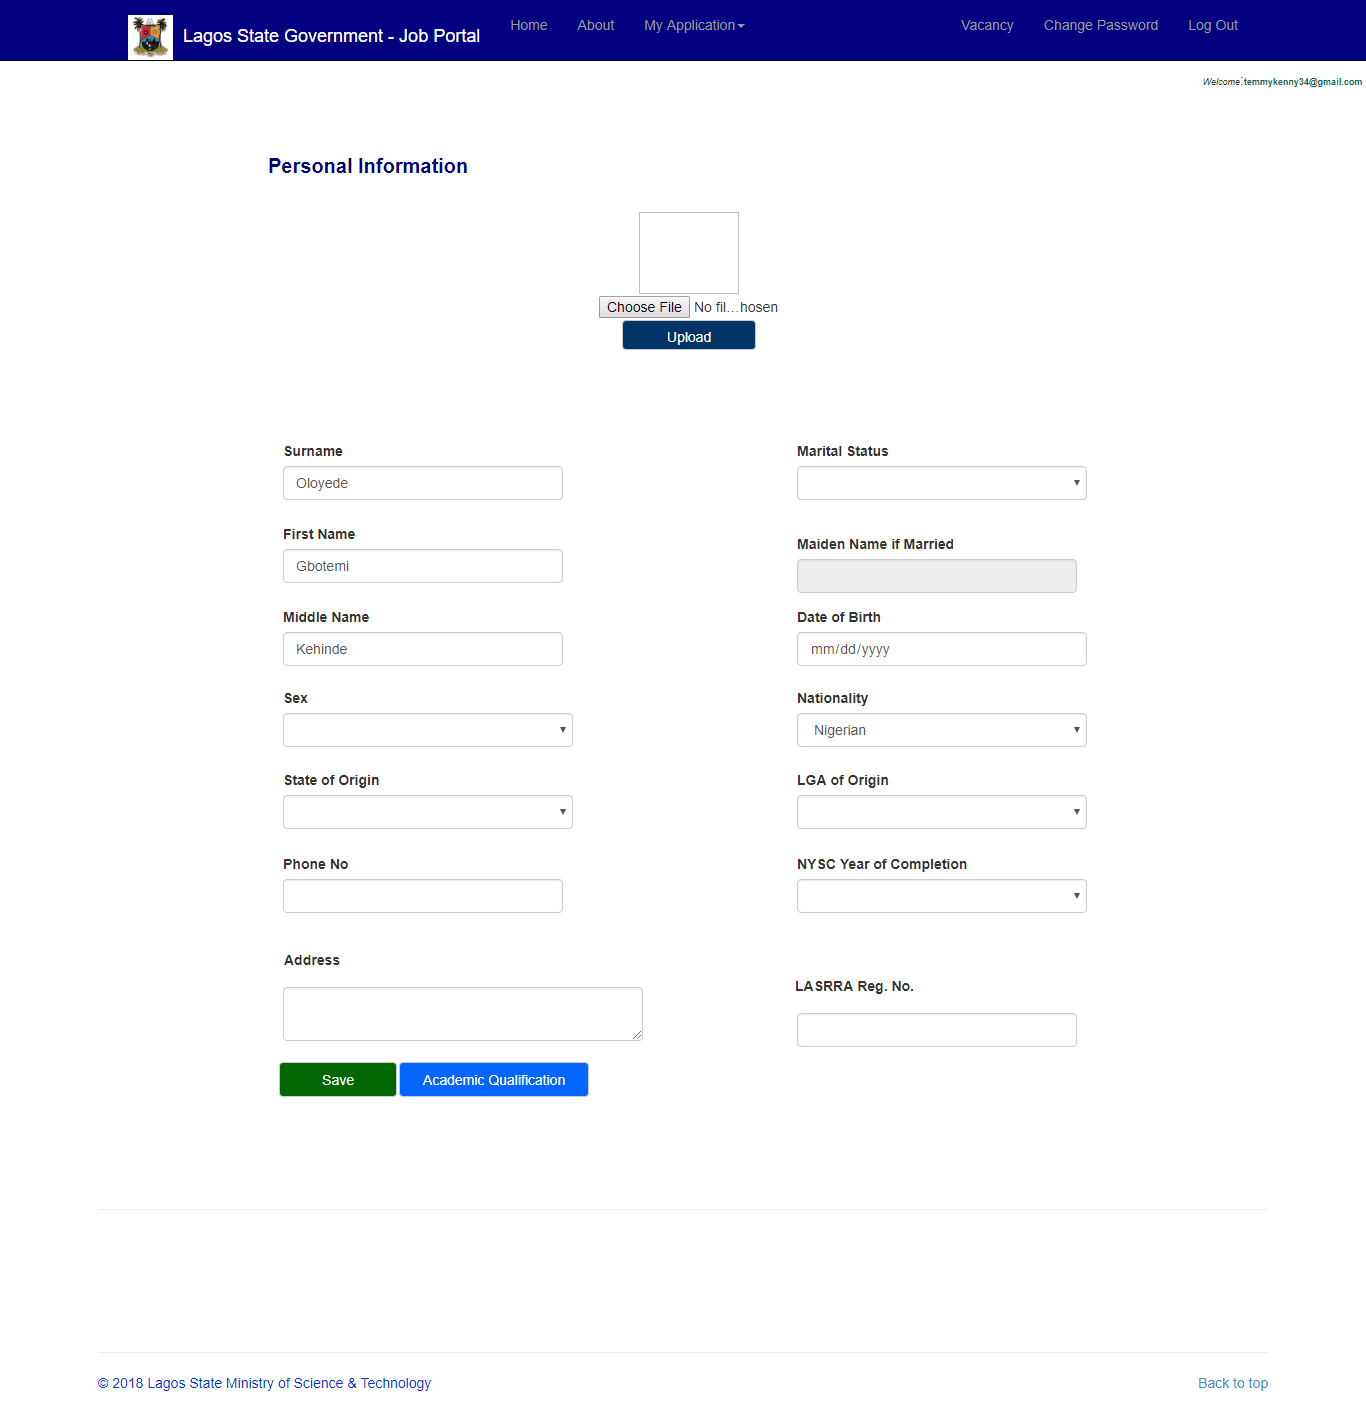 Lagos State Government - Job Portal
Home
About
My Application
Vacancy
Change Password
Log Out
Welcome:temmykenny34@gmail.com
Personal Information
Choose File No fil...hosen
Upload
Surname
Oloyede
Marital Status
First Name
Gbotemi
Maiden Name if Married
Middle Name
Kehinde
Date of Birth
mm/dd/yyyy
Sex
Nationality
Nigerian
State of Origin
LGA of Origin
Phone No
NYSC Year of Completion
Address
LASRRA Reg. No.
Save
Academic Qualification
© 2018 Lagos State Ministry of Science & Technology
Back to top